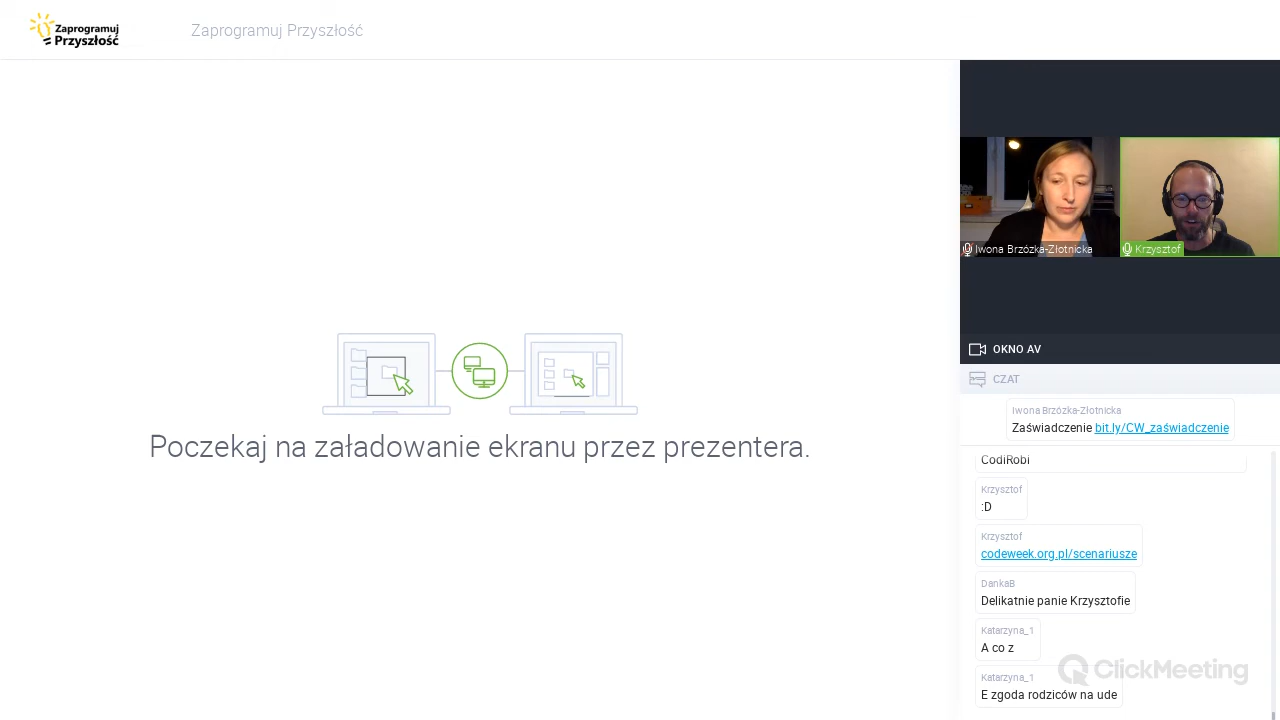 Zaprogramuj
Przyszłość
Zaprogramuj Przyszłość
Poczekaj na załadowanie ekranu przez prezentera.
Iwona Brzózka-Złotnicka
Krzysztof
OKNO AV
CZAT
Iwona Brzózka-Złotnicka
Zaświadczenie bit.ly/CW_zaświadczenie
CodiRobi
Krzysztof
:D
Krzysztof
codeweek.org.pl/scenariusze
DankaB
Delikatnie panie Krzysztofie
Katarzyna_1
A co z
Katarzyna_1
E zgoda rodziców na ude
ClickMeeting